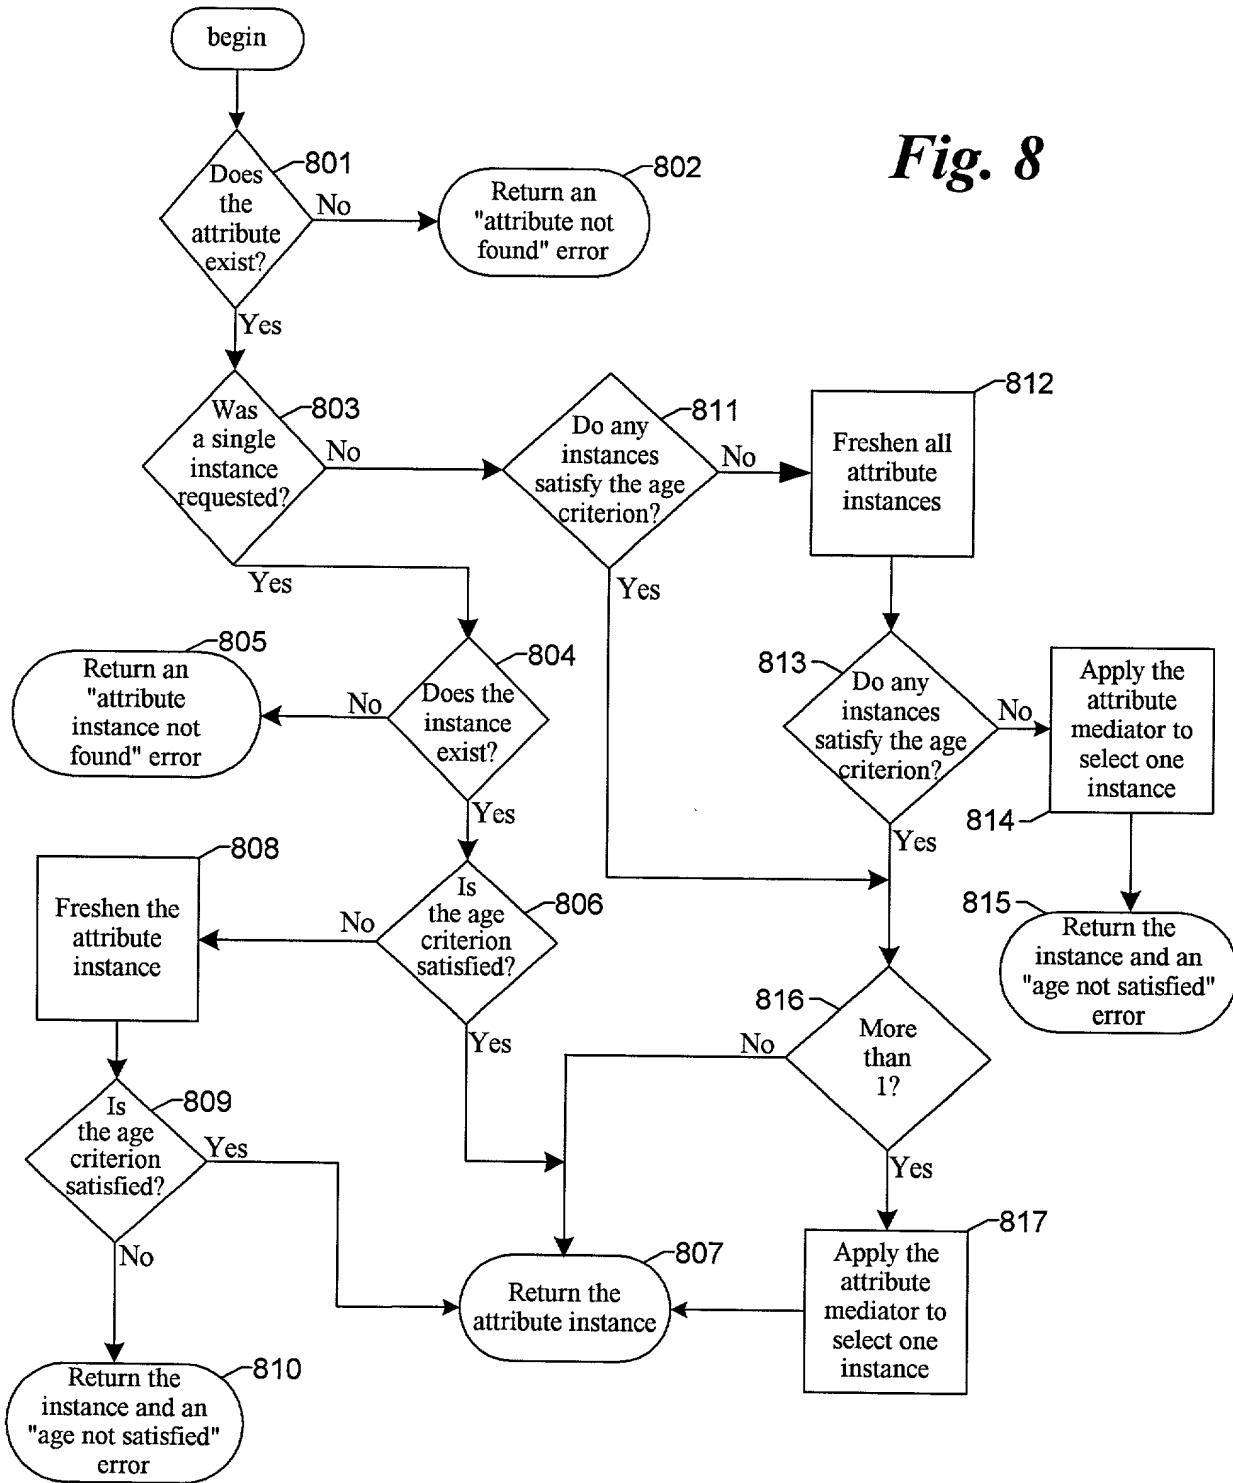 begin
Fig. 8
801
Does
the
attribute
exist?
No
802
Return an
"attribute not
found" error
Yes
803
Was
a single
instance
requested?
No
811
Do any
instances
satisfy the age
criterion?
No
812
Freshen all
attribute
instances
Yes
Yes
805
Return an
"attribute
instance not
found" error
No
804
Does the
instance
exist?
Yes
813
Do any
instances
satisfy the age
criterion?
No
Apply the
attribute
mediator to
select one
instance
814
Yes
808
Freshen the
attribute
instance
No
806
Is
the age
criterion
satisfied?
Yes
815
Return the
instance and an
"age not satisfied"
error
816
More
than
1?
No
Yes
809
Is
the age
criterion
satisfied?
Yes
No
807
Return the
attribute instance
817
Apply the
attribute
mediator to
select one
instance
810
Return the
instance and an
"age not satisfied"
error